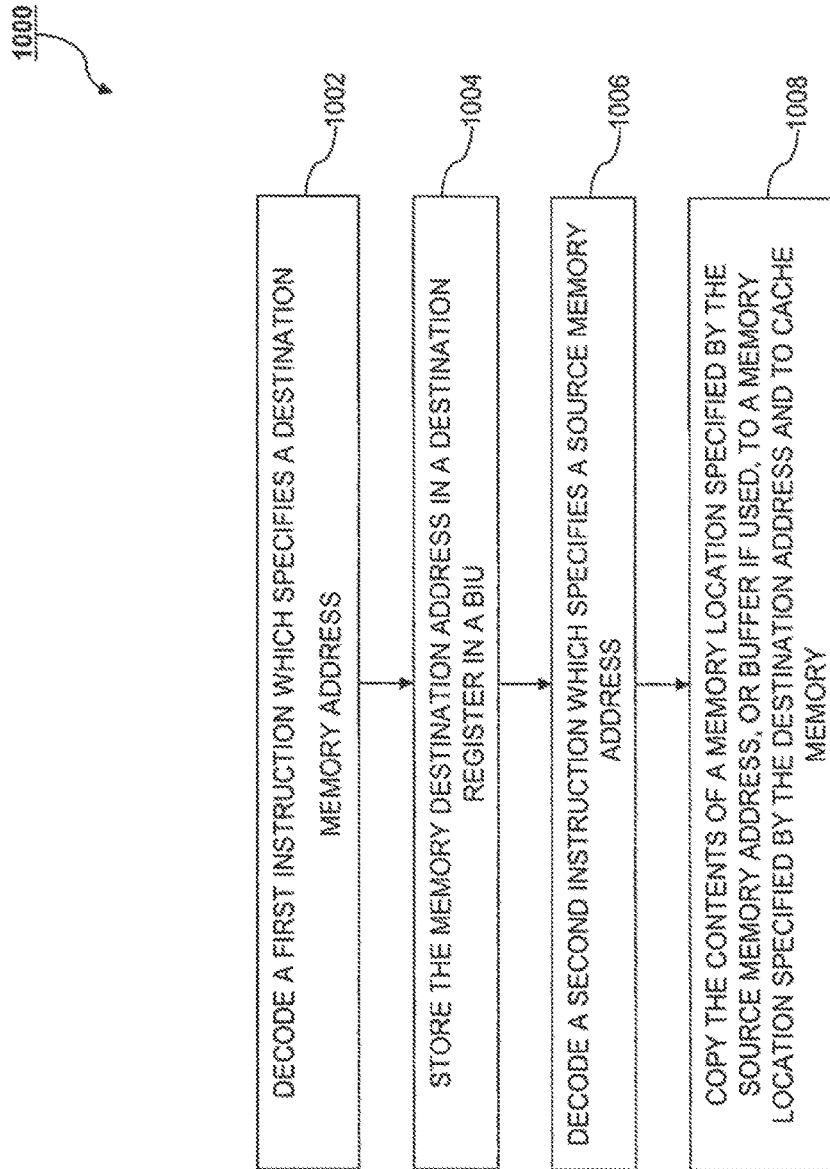 1000
DECODE A FIRST INSTRUCTION WHICH SPECIFIES A DESTINATION
MEMORY ADDRESS
1002
STORE THE MEMORY DESTINATION ADDRESS IN A DESTINATION
REGISTER IN A BIU
1004
DECODE A SECOND INSTRUCTION WHICH SPECIFIES A SOURCE MEMORY
ADDRESS
1006
COPY THE CONTENTS OF A MEMORY LOCATION SPECIFIED BY THE
SOURCE MEMORY ADDRESS, OR BUFFER IF USED, TO A MEMORY
LOCATION SPECIFIED BY THE DESTINATION ADDRESS AND TO CACHE
MEMORY
1008